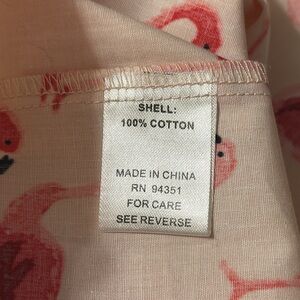 SHELL:
100% COTTON
MADE IN CHINA
RN 94351
FOR CARE
SEE REVERSE